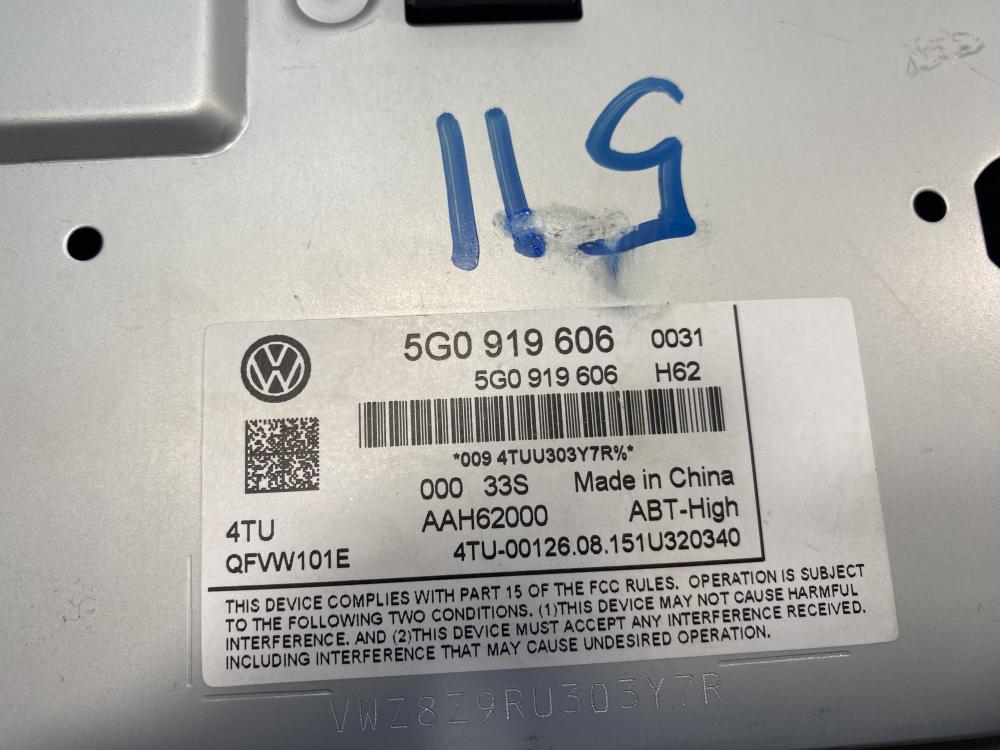 511
5G0 919 606 0031
5G0 919 606 H62
*009 4TUU303Y7R%*
000 33S Made in China
4TU AAH62000 ABT-High
QFVW101E 4TU-00126.08.151U320340
THIS DEVICE COMPLIES WITH PART 15 OF THE FCC RULES. OPERATION IS SUBJECT
TO THE FOLLOWING TWO CONDITIONS. (1)THIS DEVICE MAY NOT CAUSE HARMFUL
INTERFERENCE. AND (2)THIS DEVICE MUST ACCEPT ANY INTERFERENCE RECEIVED.
INCLUDING INTERFERENCE THAT MAY CAUSE UNDESIRED OPERATION.
VWZ8Z9RU303Y7R